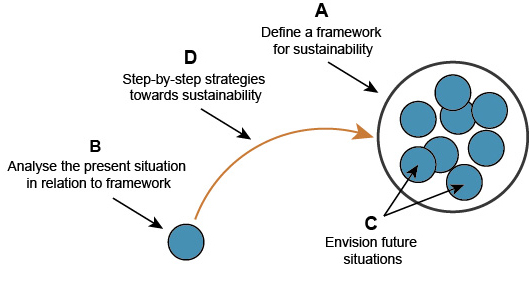 A
Define a framework
for sustainability
D
Step-by-step strategies
towards sustainability
B
Analyse the present situation
in relation to framework
C
Envision future
situations